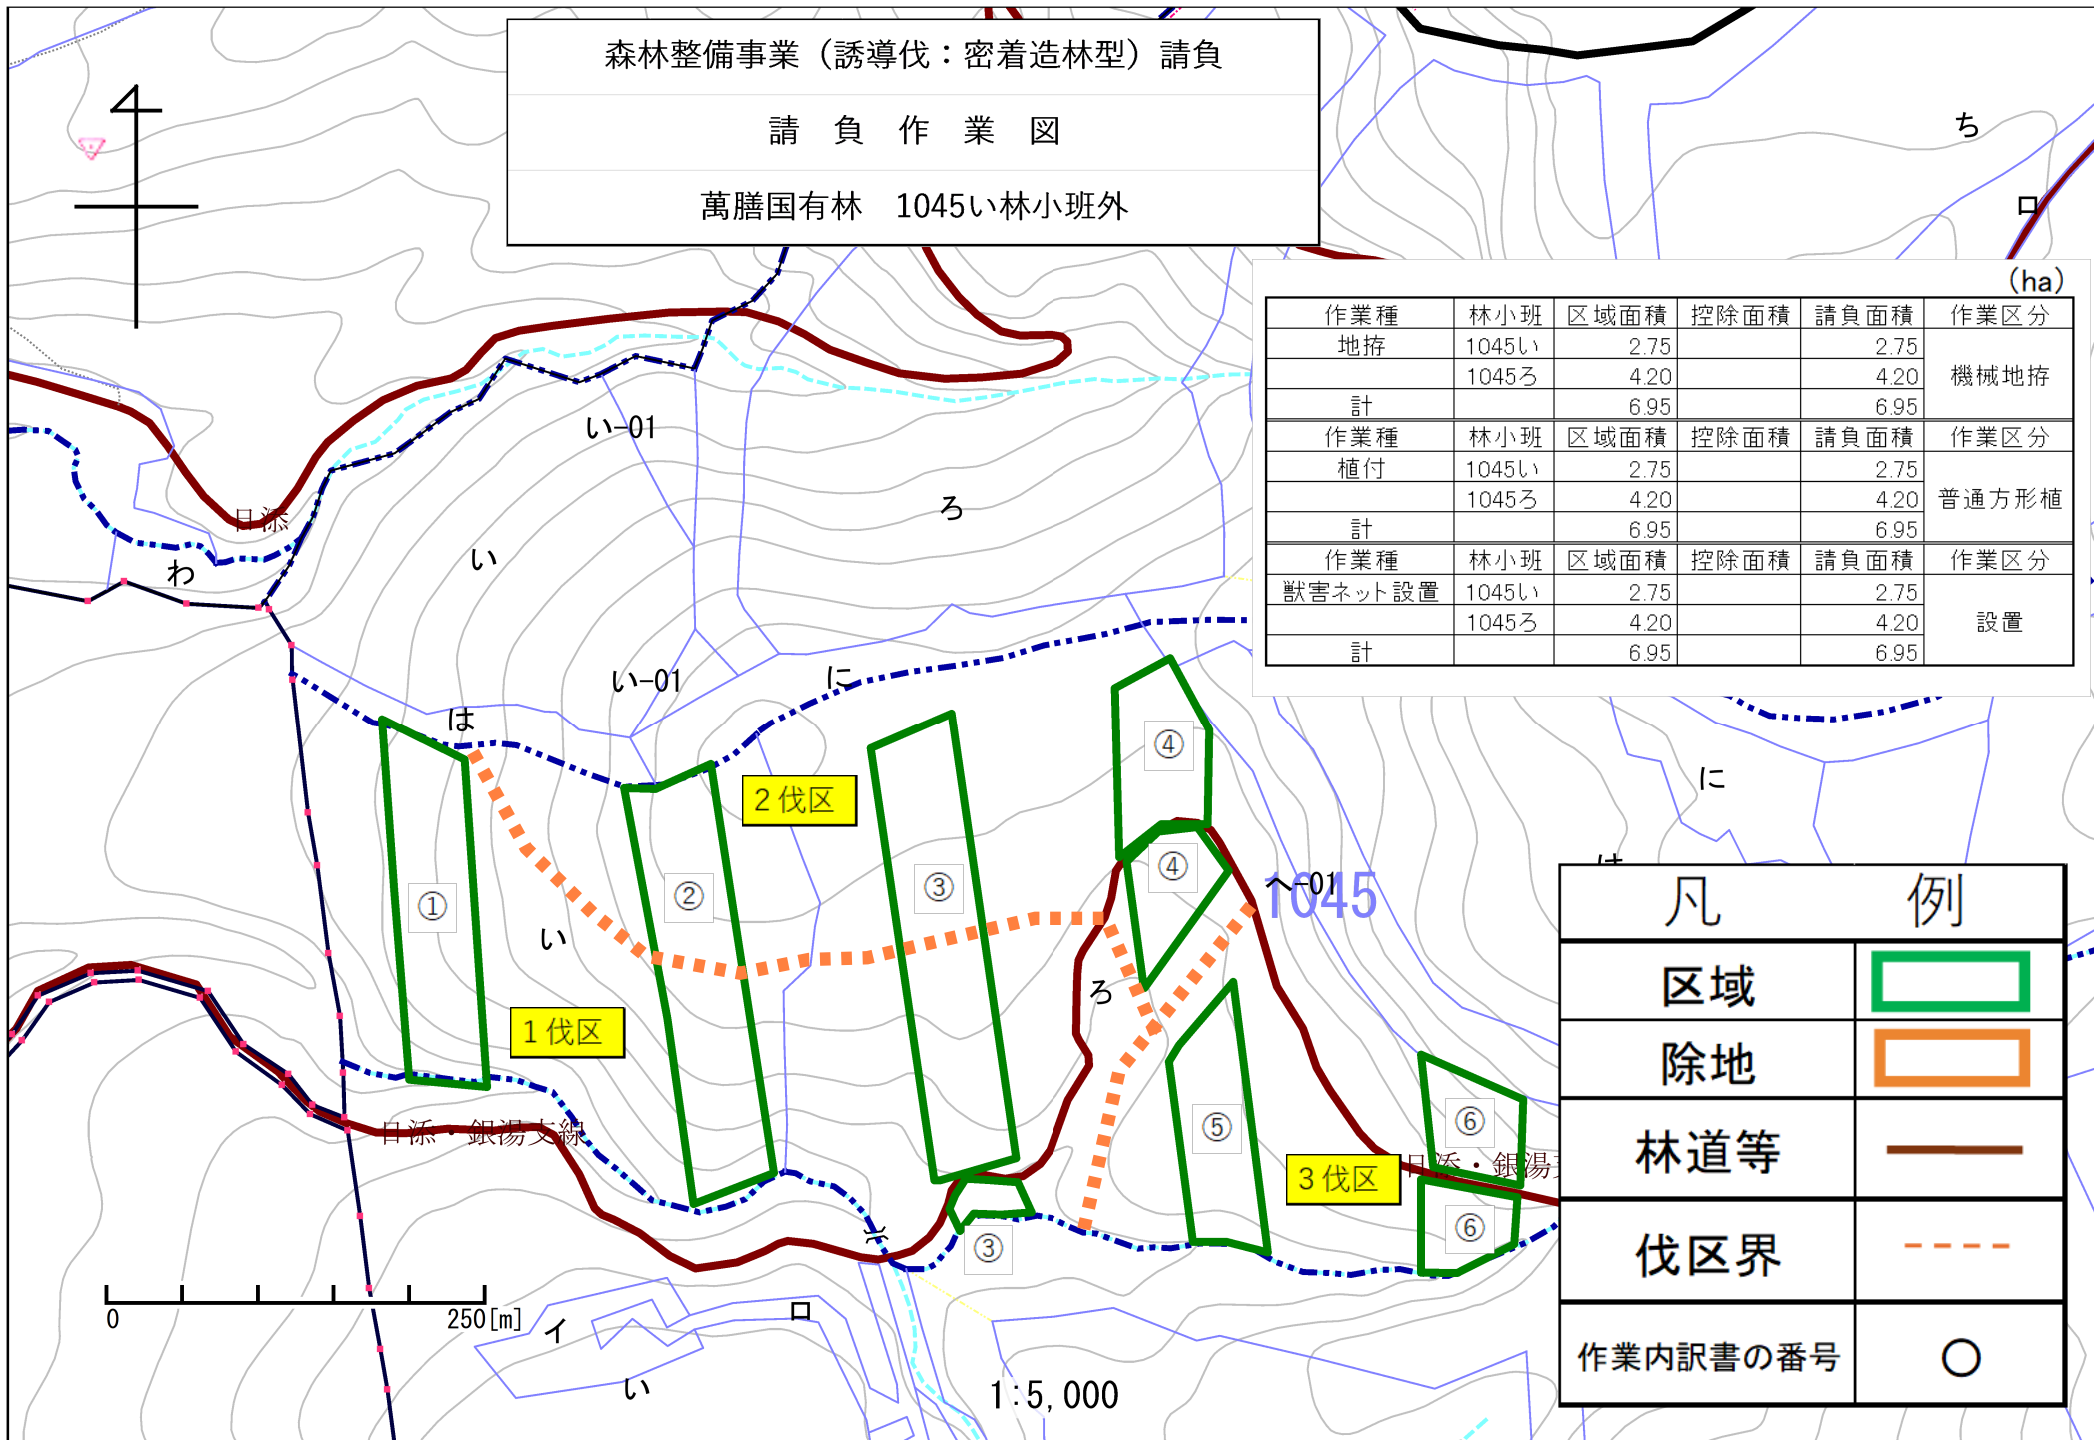 森林整備事業（誘導伐：密着造林型）請負
請　負　作　業　図
萬膳国有林　1045い林小班外
(ha)
作業種 林小班 区域面積 控除面積 請負面積 作業区分
地拵 1045い 2.75 2.75 機械地拵
1045ろ 4.20 4.20
計 6.95 6.95
作業種 林小班 区域面積 控除面積 請負面積 作業区分
植付 1045い 2.75 2.75 普通方形植
1045ろ 4.20 4.20
計 6.95 6.95
作業種 林小班 区域面積 控除面積 請負面積 作業区分
獣害ネット設置 1045い 2.75 2.75 設置
1045ろ 4.20 4.20
計 6.95 6.95
ち
ロ
い-01
ろ
日添
い
わ
い-01
に
は
④
に
２伐区
④
③
へ-01
1045
②
①
い
ろ
１伐区
⑤
⑥
日添・銀湯支線
日添・銀湯
３伐区
⑥
③
0 250[m]
イ
ロ
い
1:5,000
凡　例
区域
除地
林道等
伐区界
作業内訳書の番号 ○